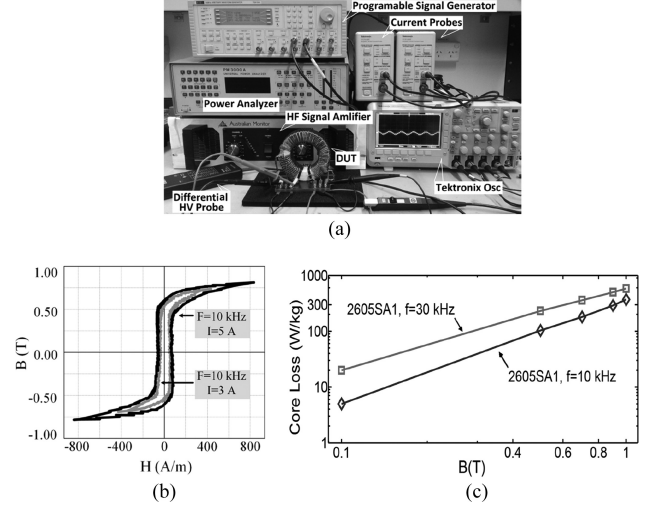 Programable Signal Generator
Current Probes
Power Analyzer
Australian Monitor
HF Signal Amlifier
DUT
Differential
HV Probe
Tektronix Osc
(a)
1.00
0.50
0.00
-0.50
-1.00
B (T)
F=10 kHz
I=5 A
F=10 kHz
I=3 A
-800
-400
0
400
800
H (A/m)
(b)
1000
300
100
10
1
Core Loss (W/kg)
2605SA1, f=30 kHz
2605SA1, f=10 kHz
0.1
0.4
0.6
0.8
1
B(T)
(c)